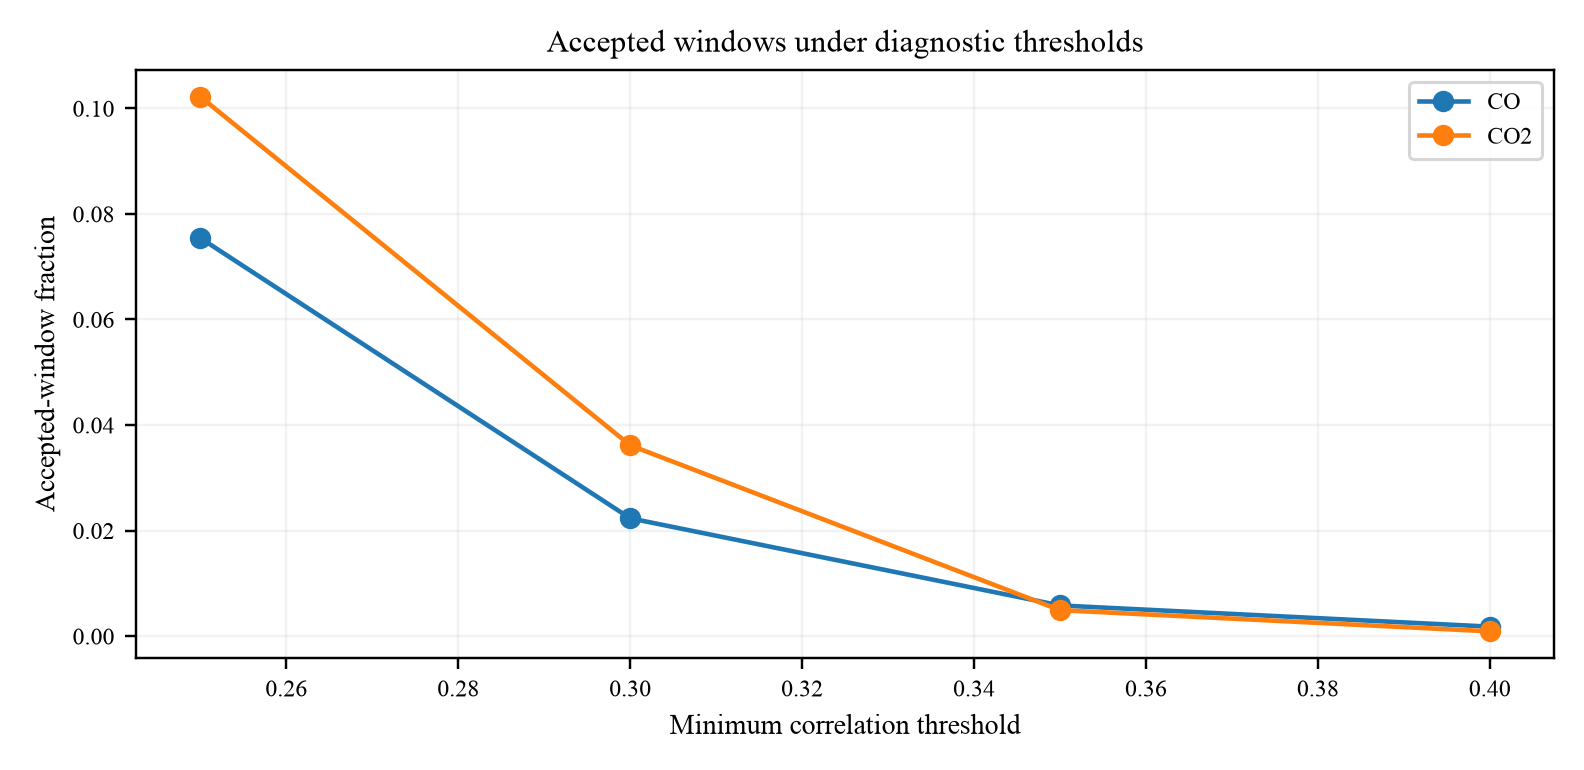 Accepted windows under diagnostic thresholds
CO
CO2
Accepted-window fraction
0.10
0.08
0.06
0.04
0.02
0.00
0.26 0.28 0.30 0.32 0.34 0.36 0.38 0.40
Minimum correlation threshold